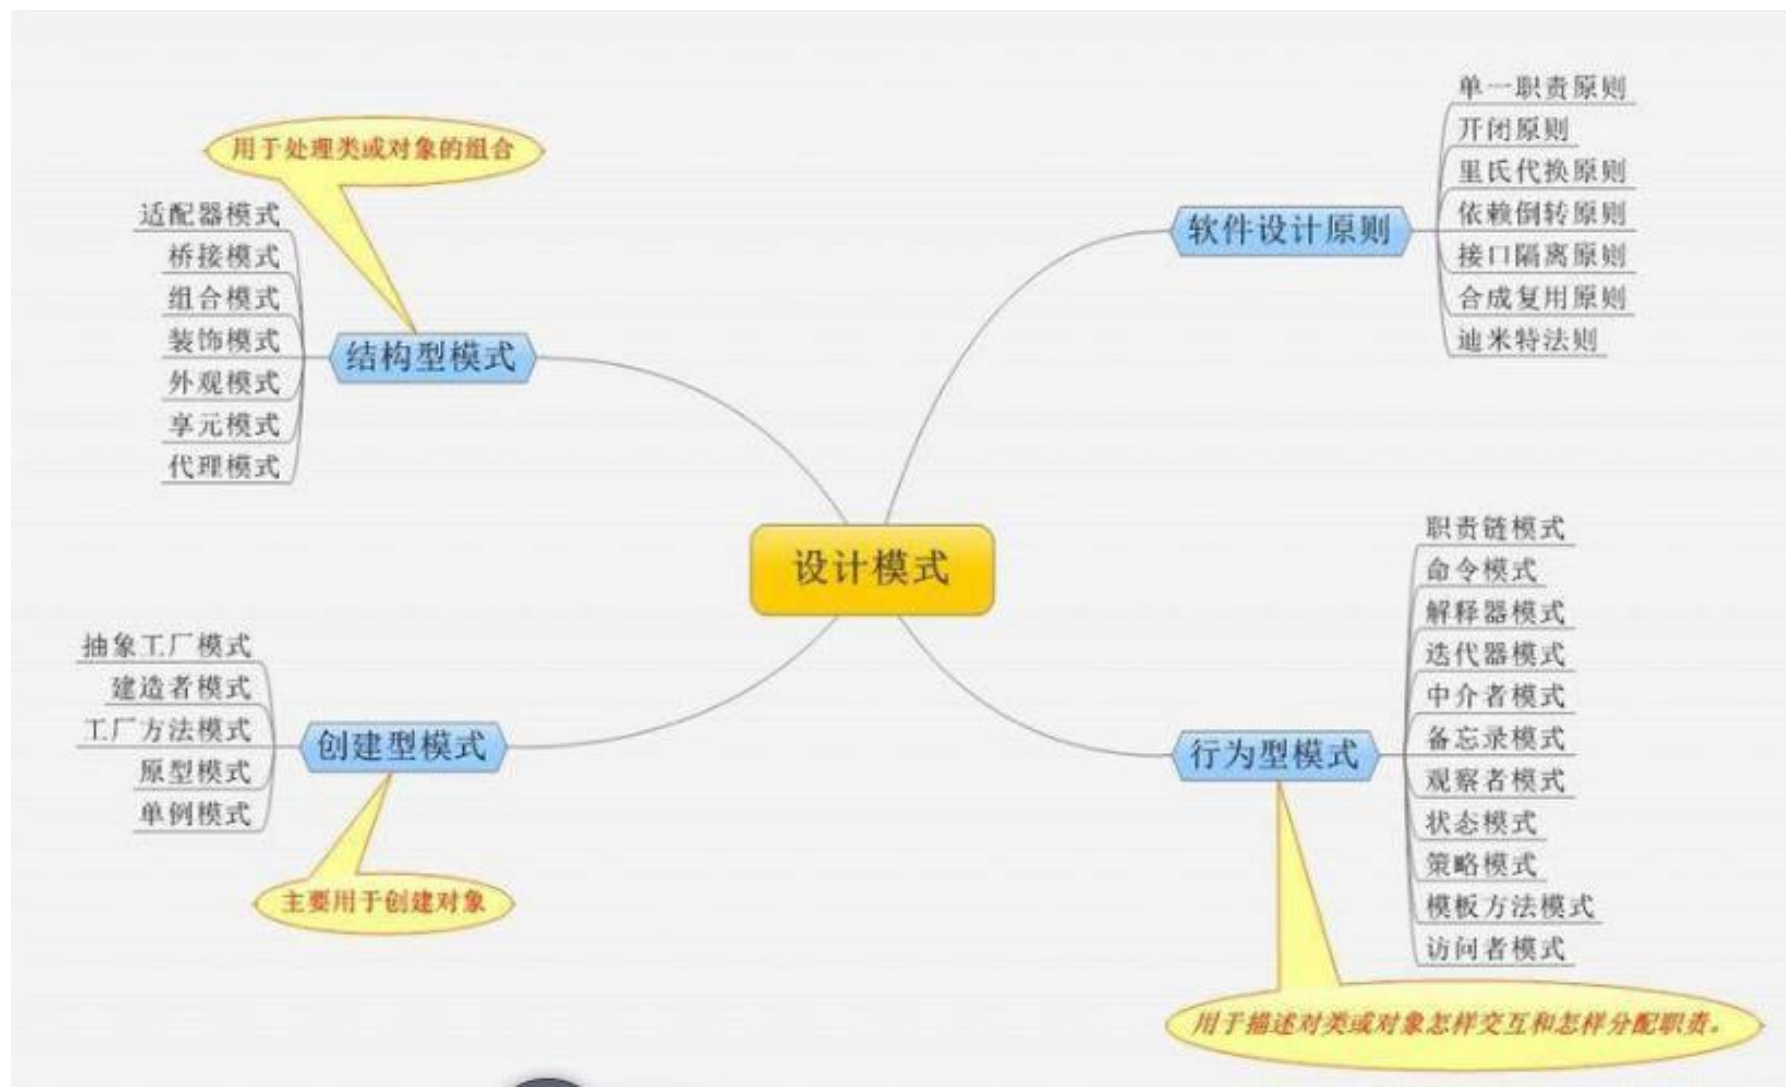 用于处理类或对象的组合
适配器模式
桥接模式
组合模式
装饰模式
外观模式
享元模式
代理模式
结构型模式
单一职责原则
开闭原则
里氏代换原则
依赖倒转原则
接口隔离原则
合成复用原则
迪米特法则
软件设计原则
设计模式
抽象工厂模式
建造者模式
工厂方法模式
原型模式
单例模式
创建型模式
主要用于创建对象
职责链模式
命令模式
解释器模式
迭代器模式
中介者模式
备忘录模式
观察者模式
状态模式
策略模式
模板方法模式
访问者模式
行为型模式
用于描述对类或对象怎样交互和怎样分配职责。